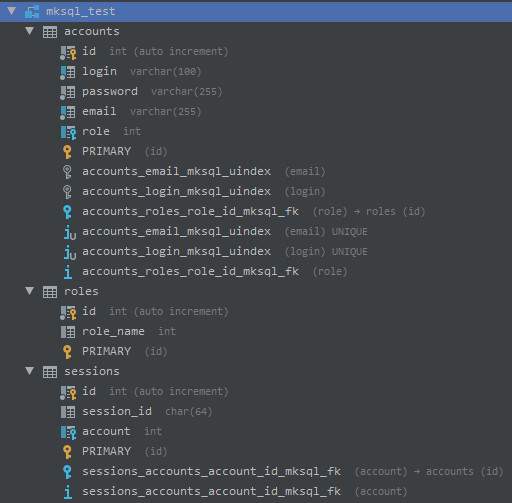 mksql_test
accounts
id int (auto increment)
login varchar(100)
password varchar(255)
email varchar(255)
role int
PRIMARY (id)
accounts_email_mksql_uindex (email)
accounts_login_mksql_uindex (login)
accounts_roles_role_id_mksql_fk (role) → roles (id)
accounts_email_mksql_uindex (email) UNIQUE
accounts_login_mksql_uindex (login) UNIQUE
accounts_roles_role_id_mksql_fk (role)
roles
id int (auto increment)
role_name int
PRIMARY (id)
sessions
id int (auto increment)
session_id char(64)
account int
PRIMARY (id)
sessions_accounts_account_id_mksql_fk (account) → accounts (id)
sessions_accounts_account_id_mksql_fk (account)